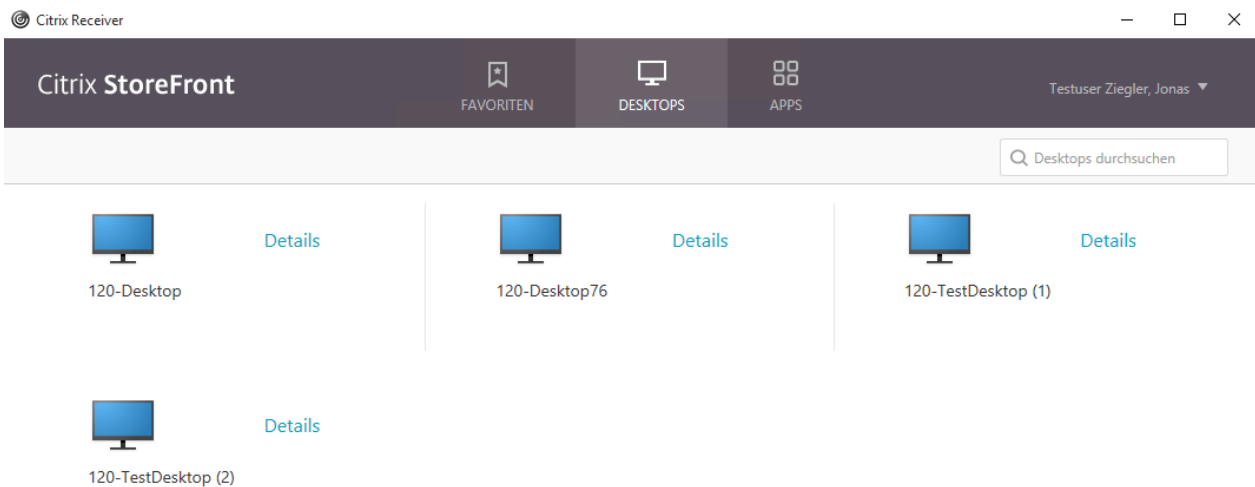 Citrix Receiver
Citrix StoreFront
FAVORITEN
DESKTOPS
APPS
Testuser Ziegler, Jonas
Desktops durchsuchen
Details
Details
Details
120-Desktop
120-Desktop76
120-TestDesktop (1)
Details
120-TestDesktop (2)